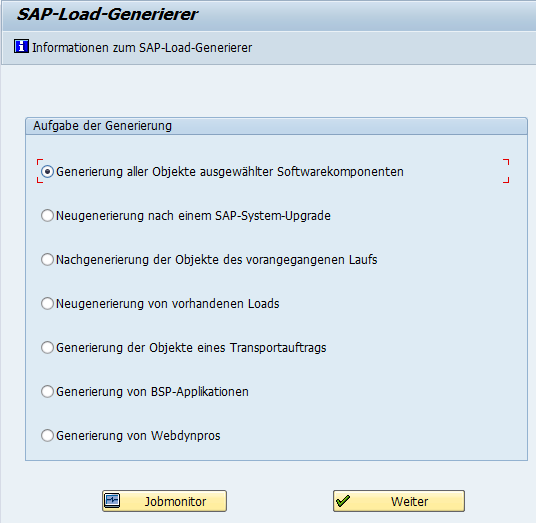 SAP-Load-Generierer
Informationen zum SAP-Load-Generierer
Aufgabe der Generierung
Generierung aller Objekte ausgewählter Softwarekomponenten
Neugenerierung nach einem SAP-System-Upgrade
Nachgenerierung der Objekte des vorangegangenen Laufs
Neugenerierung von vorhandenen Loads
Generierung der Objekte eines Transportauftrags
Generierung von BSP-Applikationen
Generierung von Webdynpros
Jobmonitor Weiter